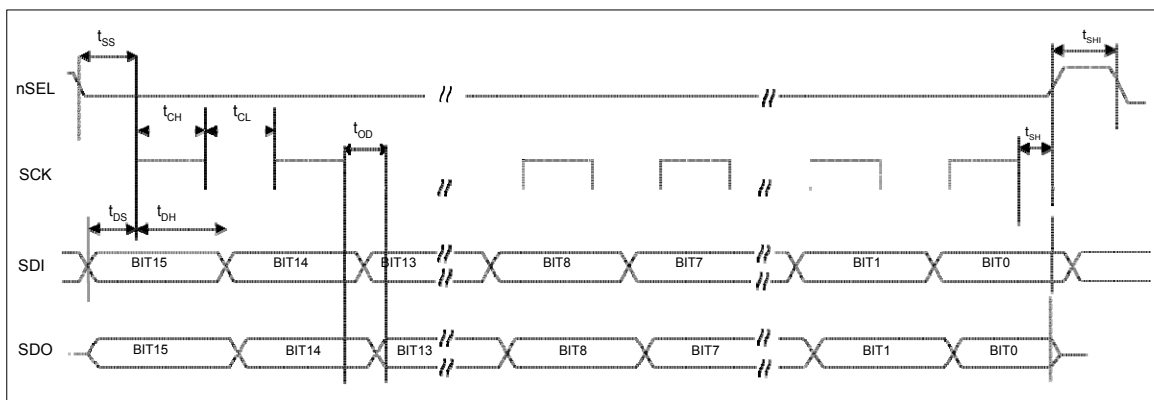 tSS
tSHI
nSEL
tCH
tCL
tOD
tSH
SCK
tDS
tDH
SDI
BIT15
BIT14
BIT13
BIT8
BIT7
BIT1
BIT0
SDO
BIT15
BIT14
BIT13
BIT8
BIT7
BIT1
BIT0